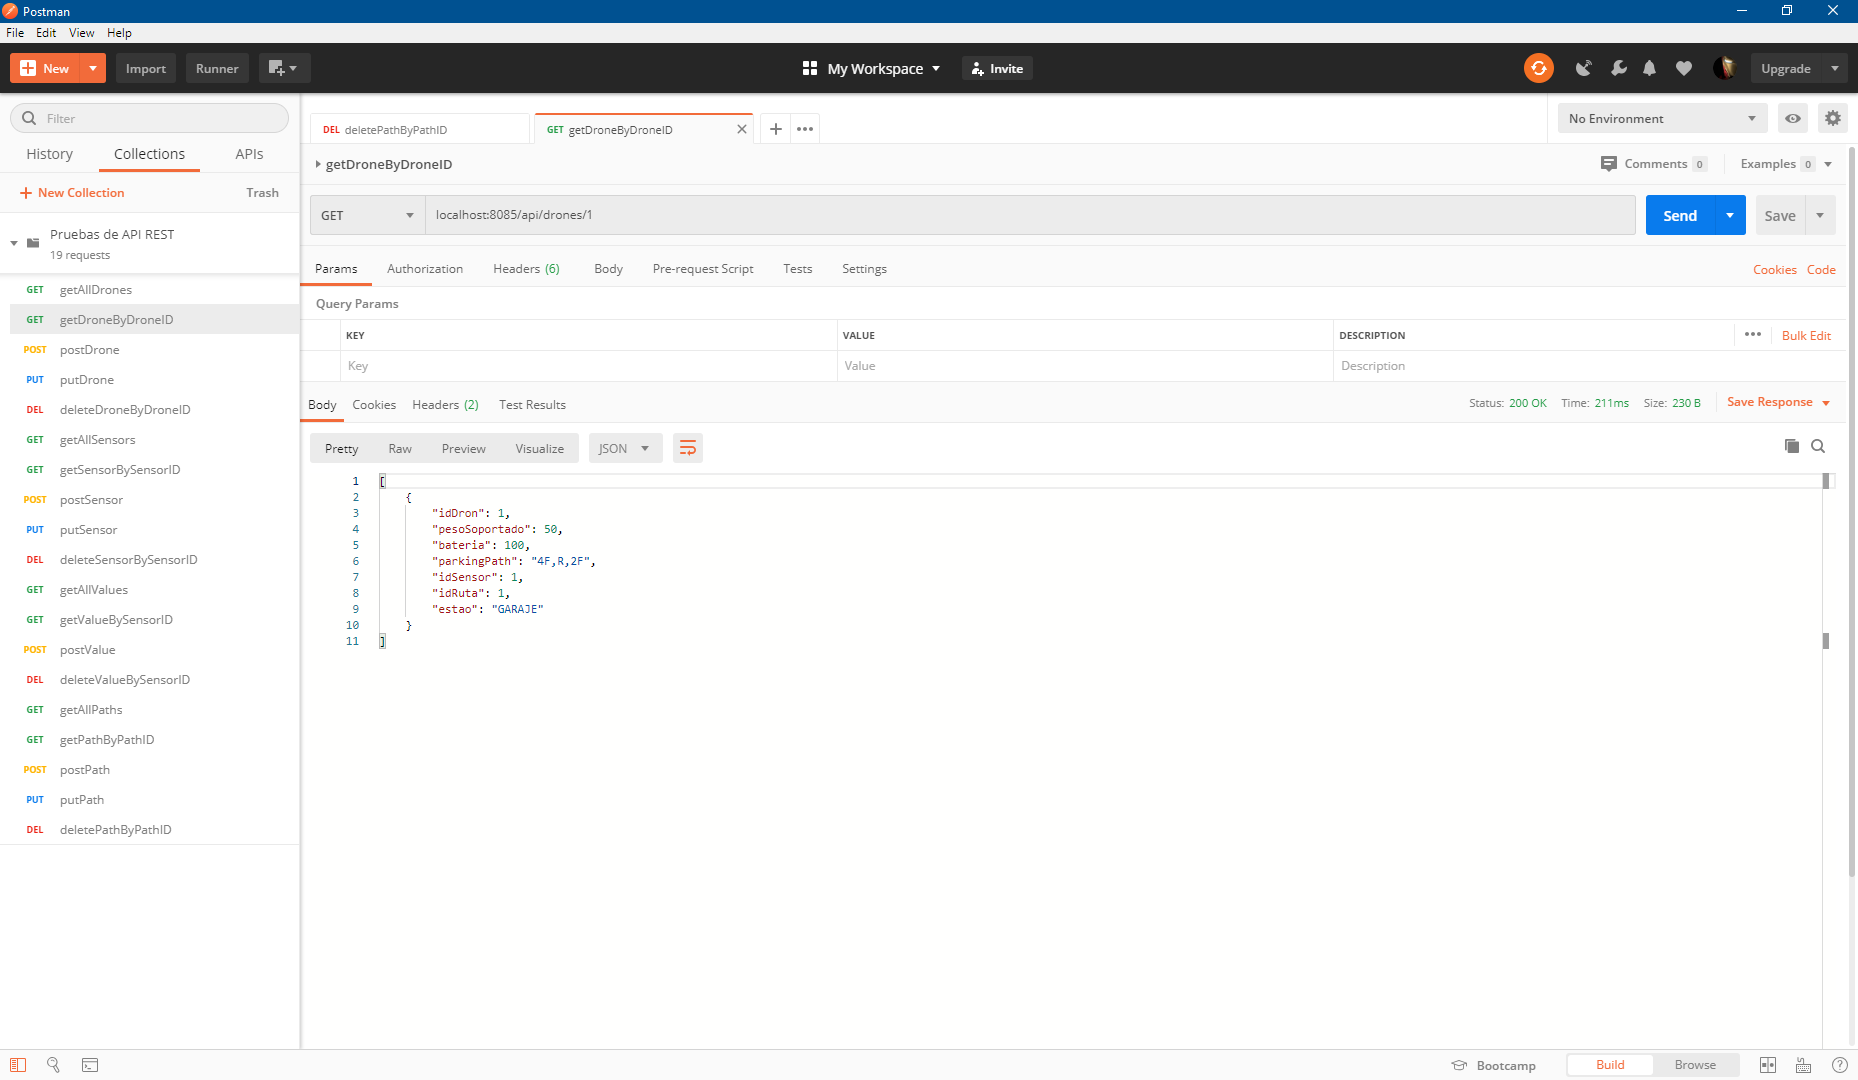 Postman
File Edit View Help
New Import Runner My Workspace Invite Upgrade
Filter
History Collections APIs
New Collection Trash
Pruebas de API REST
19 requests
GET getAllDrones
GET getDroneByDroneID
POST postDrone
PUT putDrone
DEL deleteDroneByDroneID
GET getAllSensors
GET getSensorBySensorID
POST postSensor
PUT putSensor
DEL deleteSensorBySensorID
GET getAllValues
GET getValueBySensorID
POST postValue
DEL deleteValueBySensorID
GET getAllPaths
GET getPathByPathID
POST postPath
PUT putPath
DEL deletePathByPathID
DEL deletePathByPathID GET getDroneByDroneID No Environment
getDroneByDroneID Comments 0 Examples 0
GET localhost:8085/api/drones/1 Send Save
Params Authorization Headers (6) Body Pre-request Script Tests Settings Cookies Code
Query Params
KEY VALUE DESCRIPTION Bulk Edit
Key Value Description
Body Cookies Headers (2) Test Results Status: 200 OK Time: 211ms Size: 230 B Save Response
Pretty Raw Preview Visualize JSON
1 [
2 {
3 "idDron": 1,
4 "pesoSoportado": 50,
5 "bateria": 100,
6 "parkingPath": "4F,R,2F",
7 "idSensor": 1,
8 "idRuta": 1,
9 "estao": "GARAJE"
10 }
11 ]
Bootcamp Build Browse